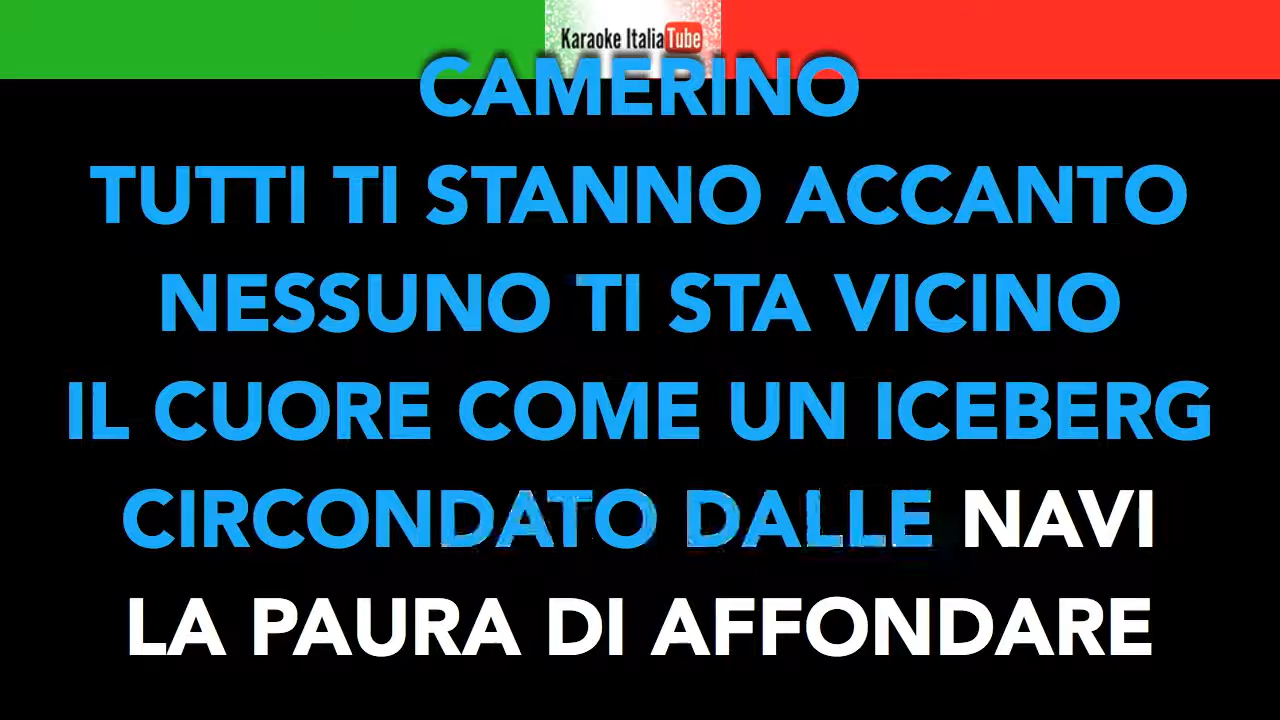 Karaoke ItaliaTube
CAMERINO
TUTTI TI STANNO ACCANTO
NESSUNO TI STA VICINO
IL CUORE COME UN ICEBERG
CIRCONDATO DALLE NAVI
LA PAURA DI AFFONDARE